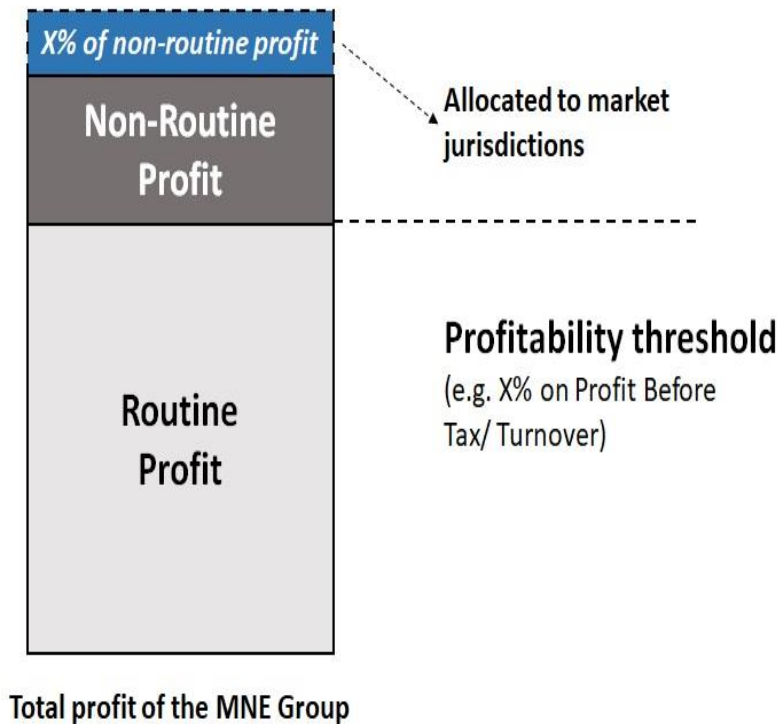 X% of non-routine profit
Non-Routine
Profit
Allocated to market
jurisdictions
Routine
Profit
Profitability threshold
(e.g. X% on Profit Before
Tax/ Turnover)
Total profit of the MNE Group